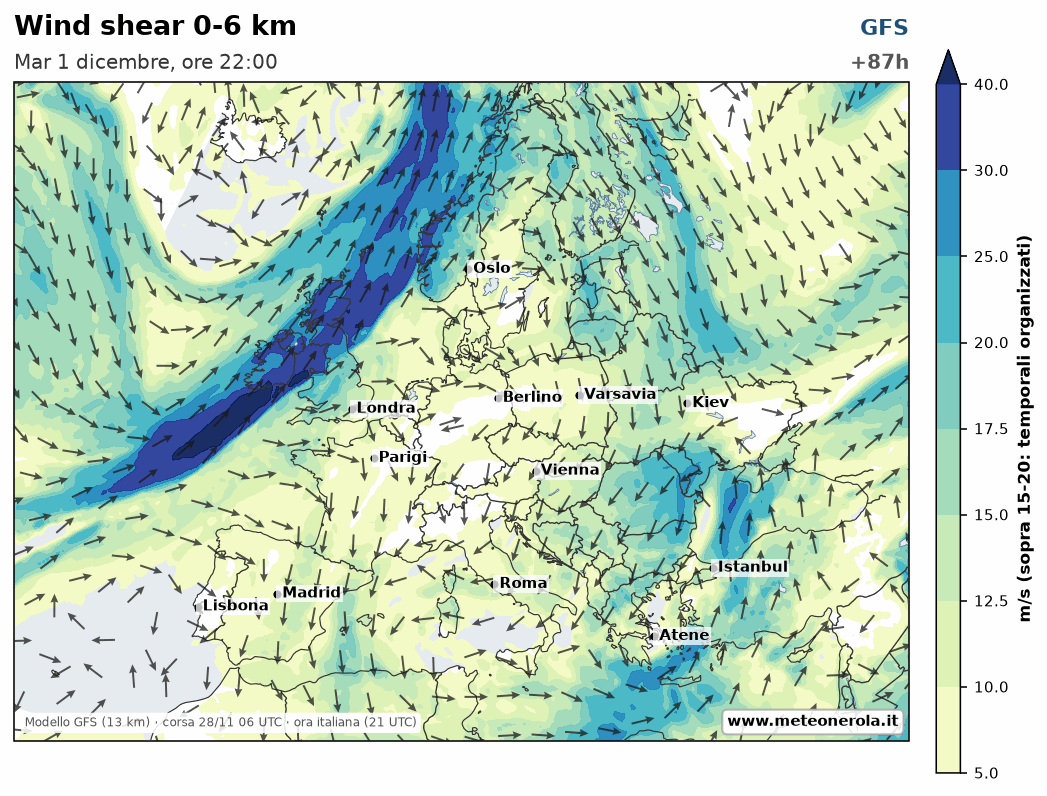 Wind shear 0-6 km
GFS
Mar 1 dicembre, ore 22:00
+87h
40.0
30.0
25.0
20.0
17.5
15.0
12.5
10.0
5.0
m/s (sopra 15-20: temporali organizzati)
Oslo
Londra
Berlino
Varsavia
Kiev
Parigi
Vienna
Istanbul
Roma
Madrid
Lisbona
Atene
Modello GFS (13 km) · corsa 28/11 06 UTC · ora italiana (21 UTC)
www.meteonerola.it